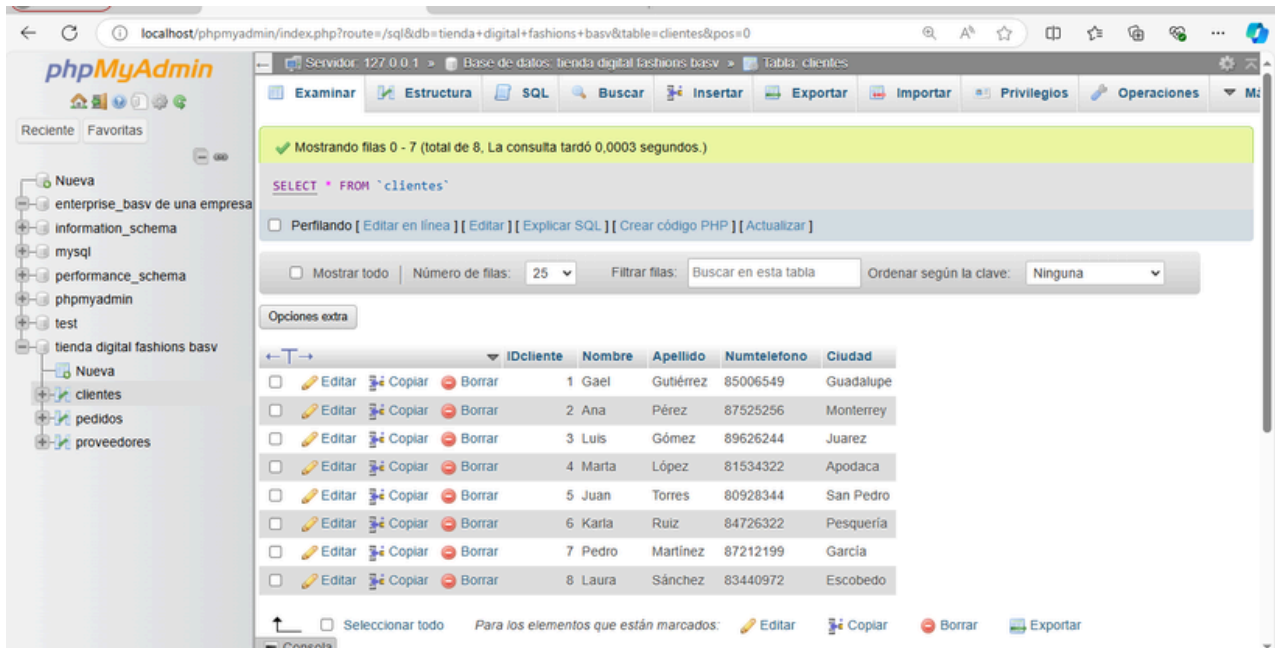 localhost/phpmyadmin/index.php?route=/sql&db=tienda+digital+fashions+basv&table=clientes&pos=0
phpMyAdmin
Reciente Favoritas
Nueva
enterprise_basv de una empresa
information_schema
mysql
performance_schema
phpmyadmin
test
tienda digital fashions basv
Nueva
clientes
pedidos
proveedores
Servidor: 127.0.0.1 » Base de datos: tienda digital fashions basv » Tabla: clientes
Examinar Estructura SQL Buscar Insertar Exportar Importar Privilegios Operaciones Má
Mostrando filas 0 - 7 (total de 8, La consulta tardó 0,0003 segundos.)
SELECT * FROM `clientes`
Perfilando [ Editar en línea ] [ Editar ] [ Explicar SQL ] [ Crear código PHP ] [ Actualizar ]
Mostrar todo | Número de filas: 25 Filtrar filas: Buscar en esta tabla Ordenar según la clave: Ninguna
Opciones extra
←T→ IDcliente Nombre Apellido Numtelefono Ciudad
Editar Copiar Borrar 1 Gael Gutiérrez 85006549 Guadalupe
Editar Copiar Borrar 2 Ana Pérez 87525256 Monterrey
Editar Copiar Borrar 3 Luis Gómez 89626244 Juarez
Editar Copiar Borrar 4 Marta López 81534322 Apodaca
Editar Copiar Borrar 5 Juan Torres 80928344 San Pedro
Editar Copiar Borrar 6 Karla Ruiz 84726322 Pesquería
Editar Copiar Borrar 7 Pedro Martínez 87212199 García
Editar Copiar Borrar 8 Laura Sánchez 83440972 Escobedo
Seleccionar todo Para los elementos que están marcados: Editar Copiar Borrar Exportar
Consola